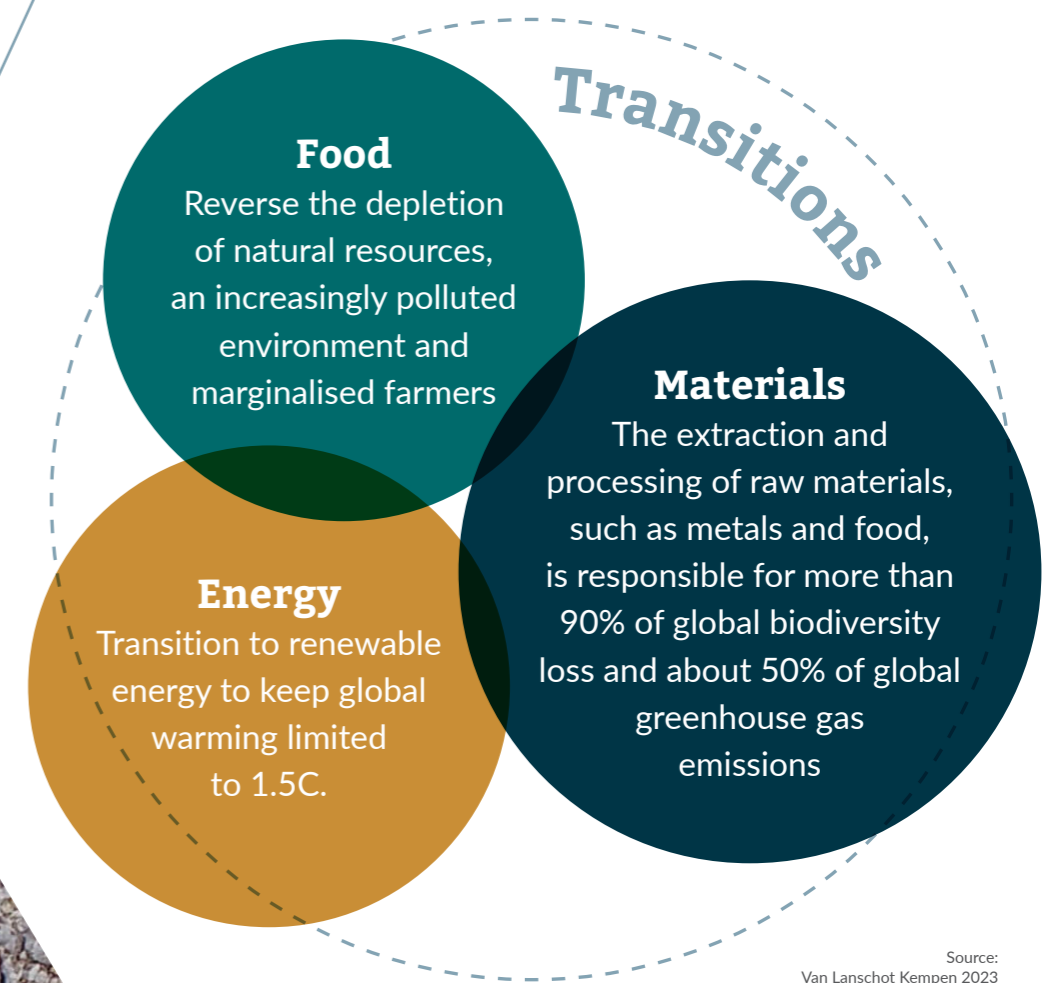 Transitions
Food
Reverse the depletion
of natural resources,
an increasingly polluted
environment and
marginalised farmers
Materials
The extraction and
processing of raw materials,
such as metals and food,
is responsible for more than
90% of global biodiversity
loss and about 50% of global
greenhouse gas
emissions
Energy
Transition to renewable
energy to keep global
warming limited
to 1.5C.
Source:
Van Lanschot Kempen 2023